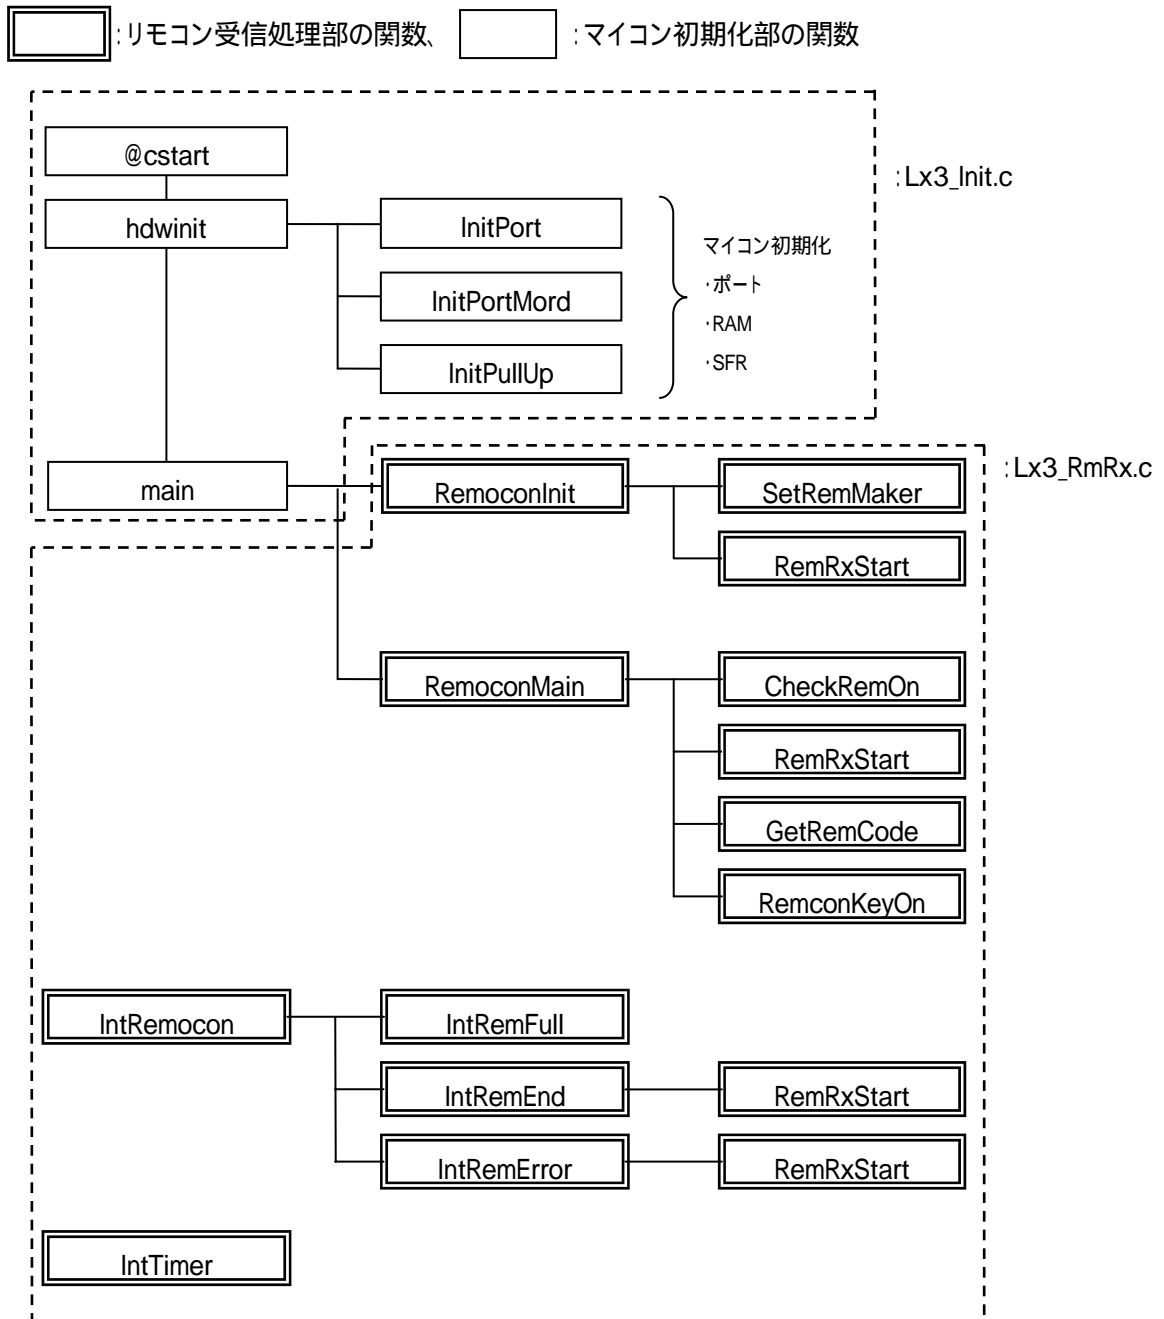 :リモコン受信処理部の関数、 :マイコン初期化部の関数
@cstart
:Lx3_Init.c
hdwinit
InitPort
マイコン初期化
・ポート
InitPortMord
・RAM
・SFR
InitPullUp
:Lx3_RmRx.c
main
RemoconInit
SetRemMaker
RemRxStart
RemoconMain
CheckRemOn
RemRxStart
GetRemCode
RemconKeyOn
IntRemocon
IntRemFull
IntRemEnd
RemRxStart
IntRemError
RemRxStart
IntTimer